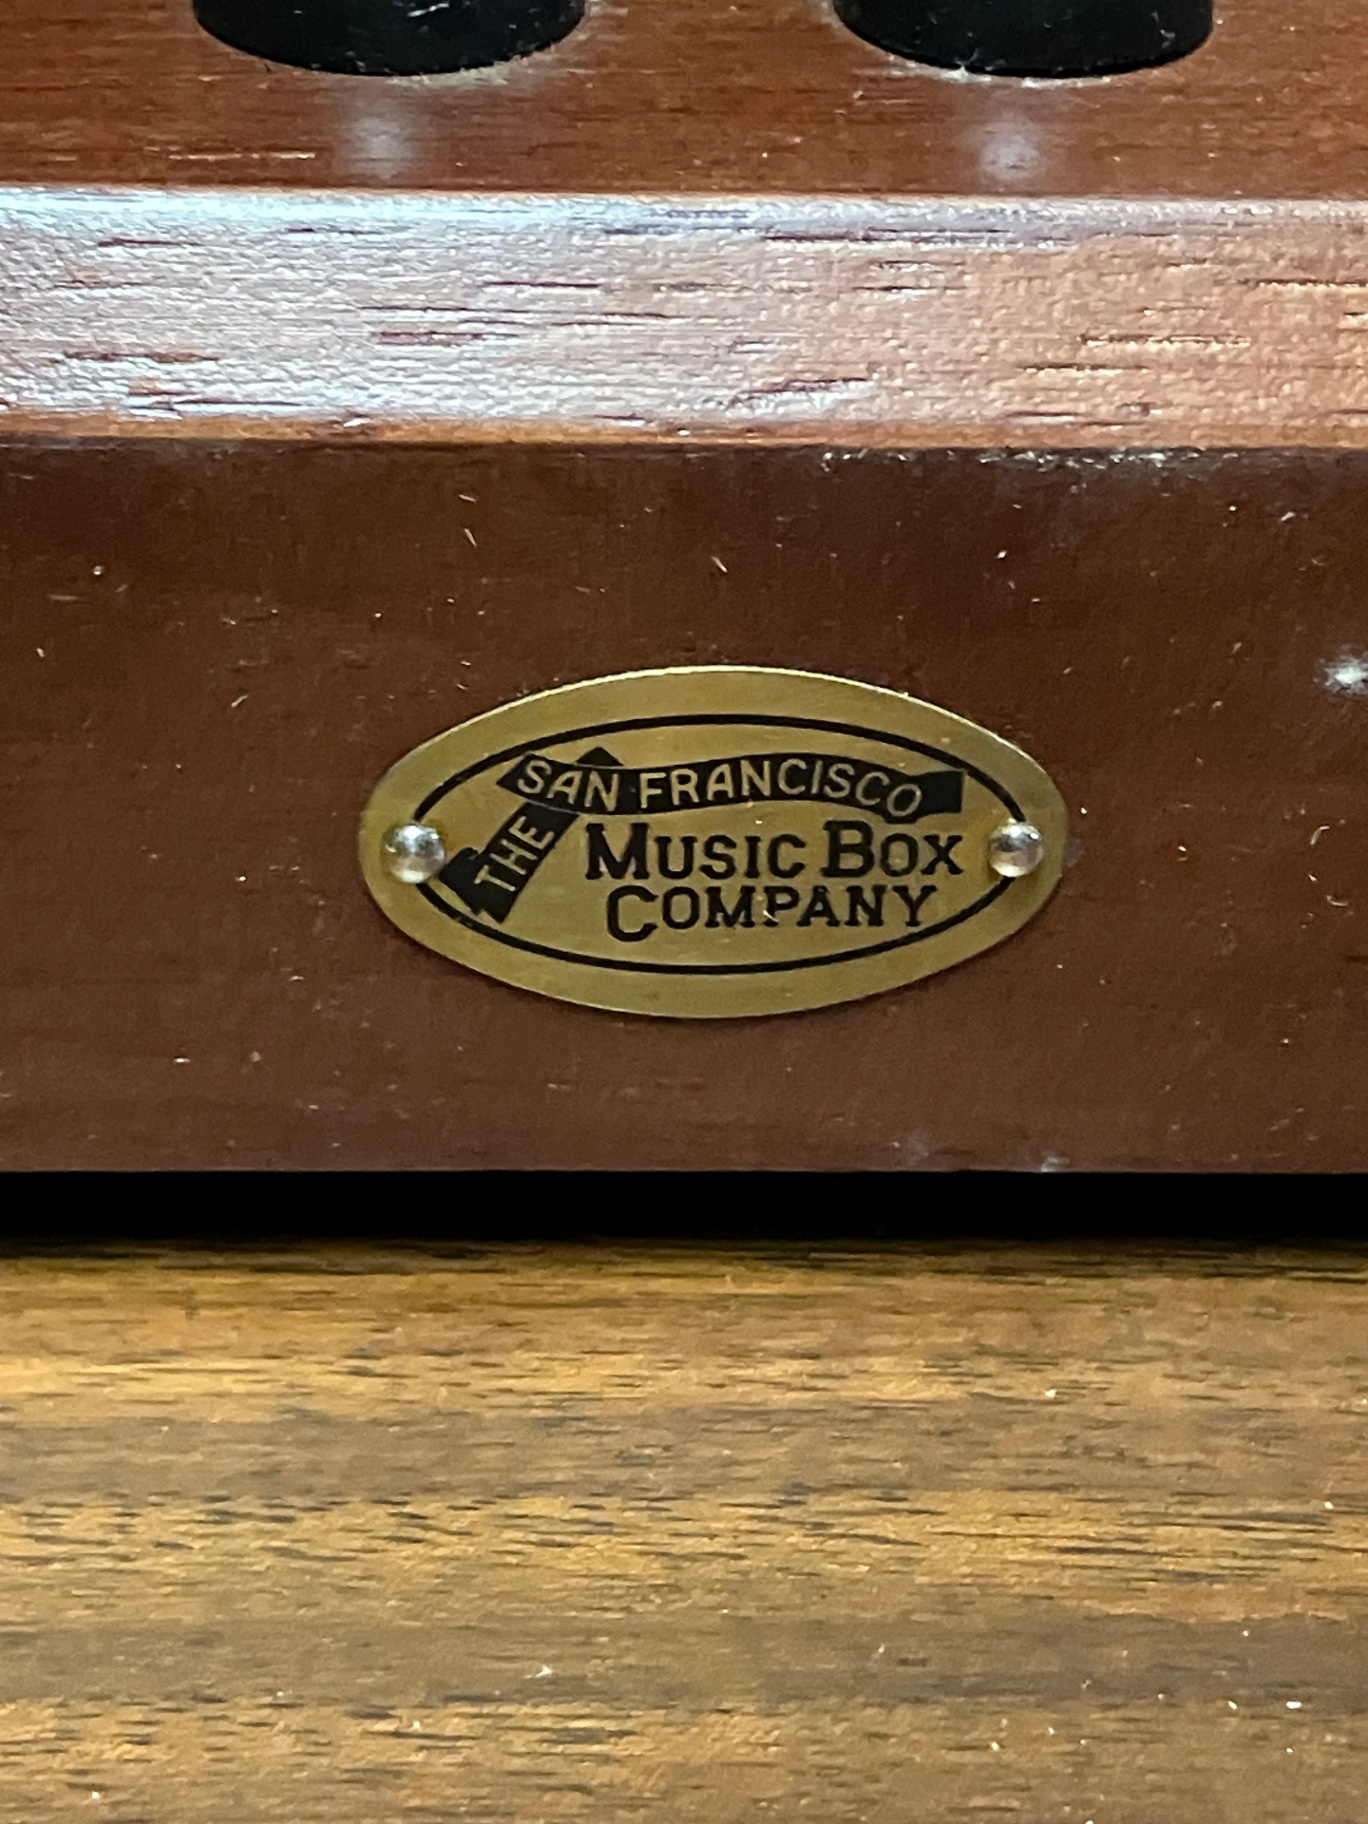 THE
SAN FRANCISCO
MUSIC BOX
COMPANY